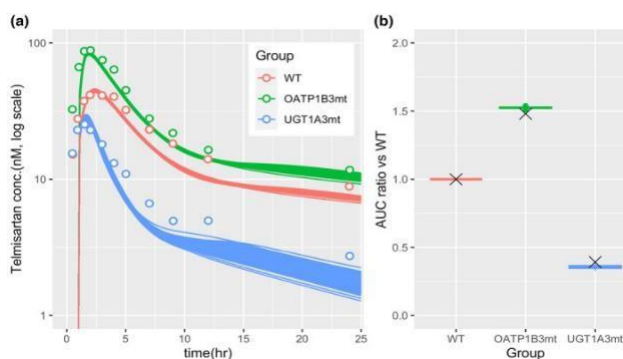 (a)
Telmisartan conc.(nM, log scale)
100
10
1
Group
WT
OATP1B3mt
UGT1A3mt
0
5
10
15
20
25
time(hr)
(b)
AUC ratio vs WT
2.0
1.5
1.0
0.5
0.0
WT
OATP1B3mt
UGT1A3mt
Group